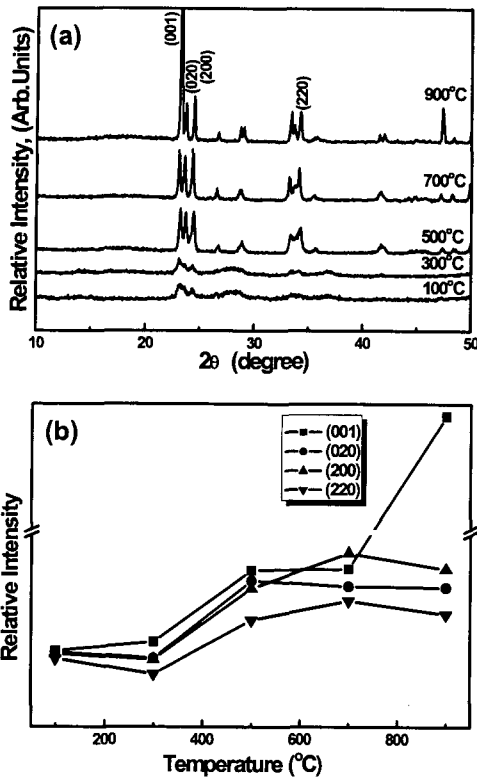 (a)
(001)
(020)
(200)
(220)
900°C
700°C
500°C
300°C
100°C
Relative Intensity, (Arb.Units)
10 20 30 40 50
2θ (degree)
(b)
(001)
(020)
(200)
(220)
Relative Intensity
200 400 600 800
Temperature (°C)